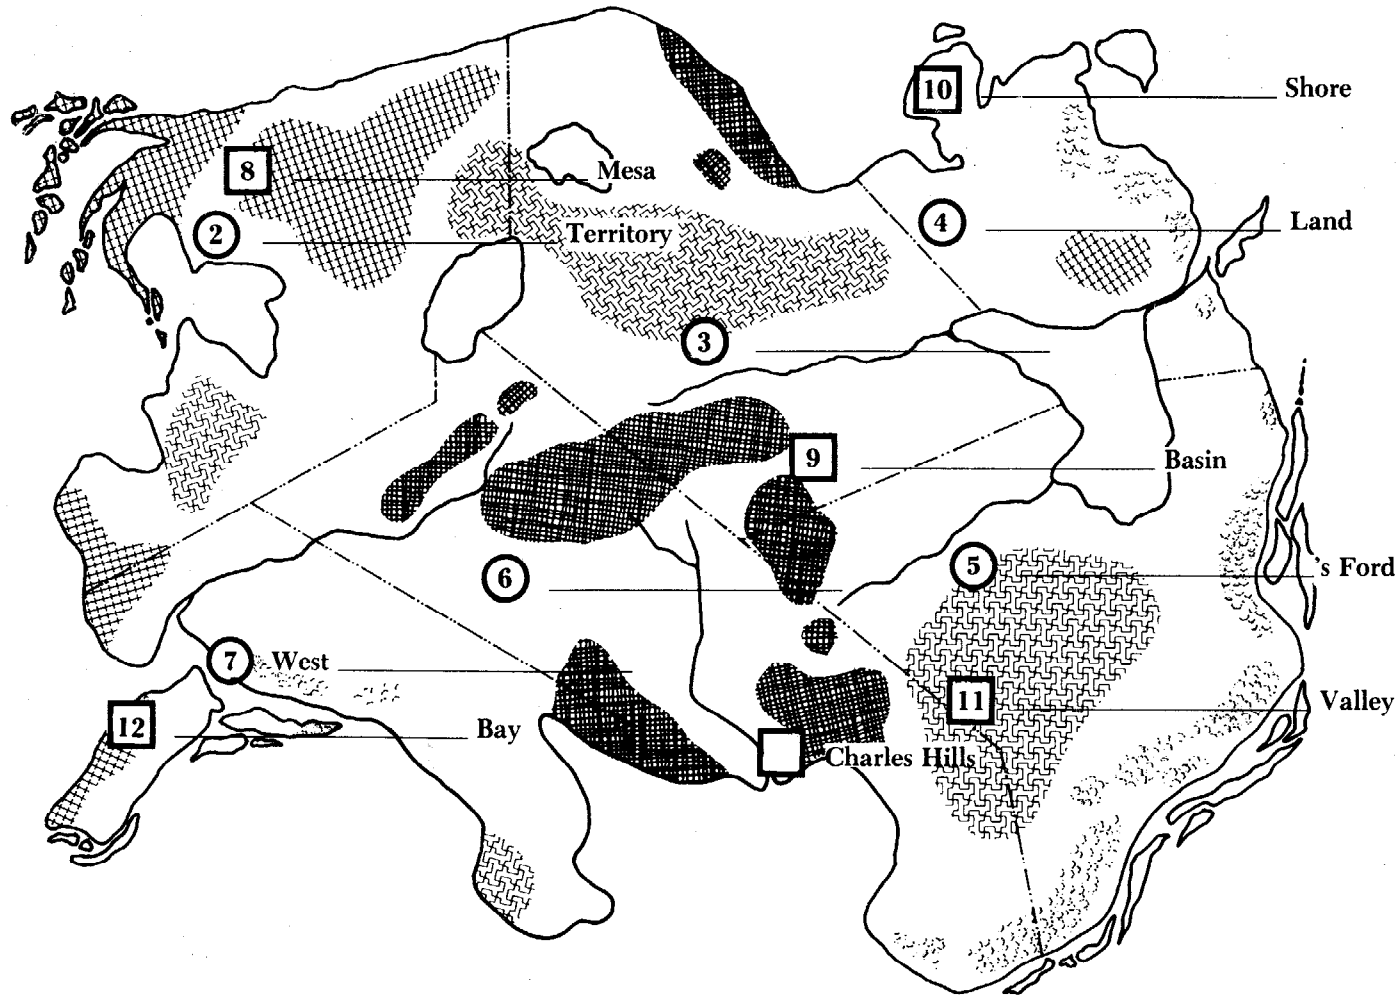 10 Shore
8 Mesa
2 Territory
4 Land
3
9 Basin
5 's Ford
6
7 West
11 Valley
12 Bay
Charles Hills